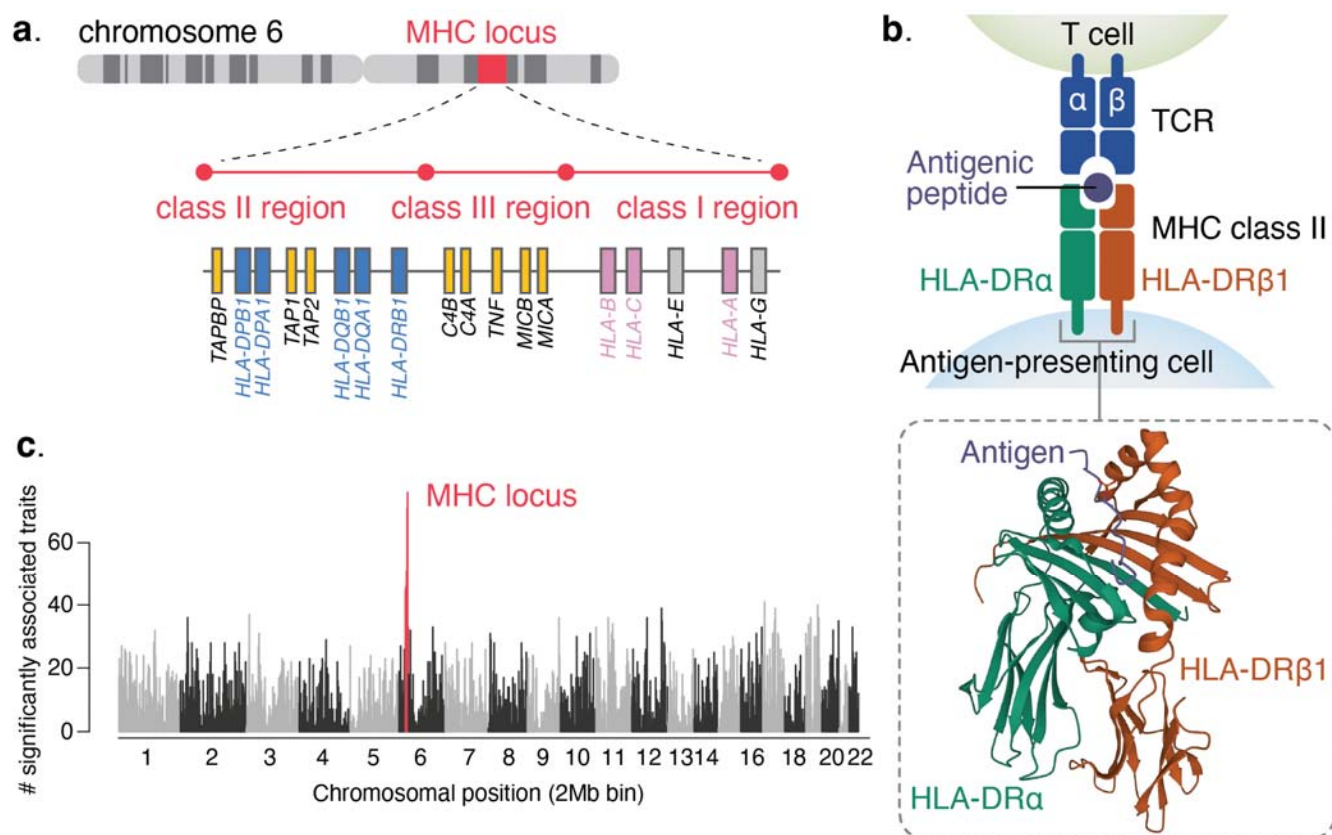 a.
chromosome 6
MHC locus
class II region
class III region
class I region
TAPBP
HLA-DPB1
HLA-DPA1
TAP1
TAP2
HLA-DQB1
HLA-DQA1
HLA-DRB1
C4B
C4A
TNF
MICB
MICA
HLA-B
HLA-C
HLA-E
HLA-A
HLA-G
b.
T cell
α β
TCR
Antigenic
peptide
MHC class II
HLA-DRα
HLA-DRβ1
Antigen-presenting cell
Antigen
HLA-DRβ1
HLA-DRα
c.
MHC locus
# significantly associated traits
60
40
20
0
1 2 3 4 5 6 7 8 9 10 11 12 13 14 16 18 20 22
Chromosomal position (2Mb bin)